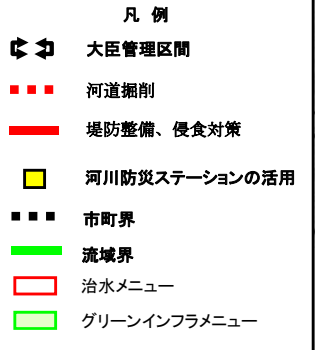 凡 例
大臣管理区間
河道掘削
堤防整備、侵食対策
河川防災ステーションの活用
市町界
流域界
治水メニュー
グリーンインフラメニュー